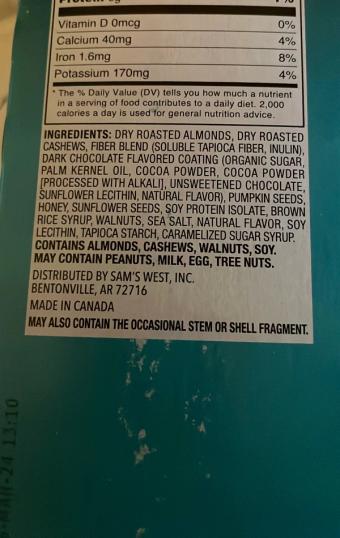 Vitamin D 0mcg 0%
Calcium 40mg 4%
Iron 1.6mg 8%
Potassium 170mg 4%
* The % Daily Value (DV) tells you how much a nutrient
in a serving of food contributes to a daily diet. 2,000
calories a day is used for general nutrition advice.
INGREDIENTS: DRY ROASTED ALMONDS, DRY ROASTED
CASHEWS, FIBER BLEND (SOLUBLE TAPIOCA FIBER, INULIN),
DARK CHOCOLATE FLAVORED COATING (ORGANIC SUGAR,
PALM KERNEL OIL, COCOA POWDER, COCOA POWDER
[PROCESSED WITH ALKALI], UNSWEETENED CHOCOLATE,
SUNFLOWER LECITHIN, NATURAL FLAVOR), PUMPKIN SEEDS,
HONEY, SUNFLOWER SEEDS, SOY PROTEIN ISOLATE, BROWN
RICE SYRUP, WALNUTS, SEA SALT, NATURAL FLAVOR, SOY
LECITHIN, TAPIOCA STARCH, CARAMELIZED SUGAR SYRUP.
CONTAINS ALMONDS, CASHEWS, WALNUTS, SOY.
MAY CONTAIN PEANUTS, MILK, EGG, TREE NUTS.
DISTRIBUTED BY SAM'S WEST, INC.
BENTONVILLE, AR 72716
MADE IN CANADA
MAY ALSO CONTAIN THE OCCASIONAL STEM OR SHELL FRAGMENT.
13:10